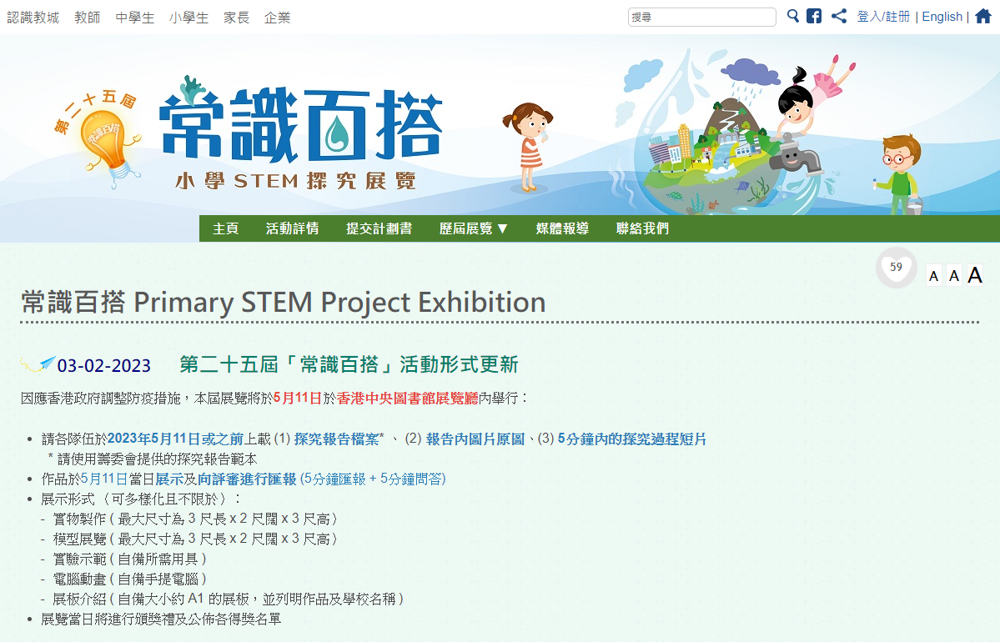 認識教城 教師 中學生 小學生 家長 企業 搜尋 登入/註冊 | English |
第二十五屆
常識百搭
常識百搭
小學STEM探究展覽
主頁 活動詳情 提交計劃書 歷屆展覽 ▼ 媒體報導 聯絡我們
59 A A A
常識百搭 Primary STEM Project Exhibition
03-02-2023 第二十五屆「常識百搭」活動形式更新
因應香港政府調整防疫措施，本屆展覽將於5月11日於香港中央圖書館展覽廳內舉行：
• 請各隊伍於2023年5月11日或之前上載 (1) 探究報告檔案* 、 (2) 報告內圖片原圖、(3) 5分鐘內的探究過程短片
* 請使用籌委會提供的探究報告範本
• 作品於5月11日當日展示及向評審進行匯報 (5分鐘匯報 + 5分鐘問答)
• 展示形式 （可多樣化且不限於）：
- 實物製作 ( 最大尺寸為 3 尺長 x 2 尺闊 x 3 尺高 )
- 模型展覽 ( 最大尺寸為 3 尺長 x 2 尺闊 x 3 尺高 )
- 實驗示範 ( 自備所需用具 )
- 電腦動畫 ( 自備手提電腦 )
- 展板介紹 ( 自備大小約 A1 的展板，並列明作品及學校名稱 )
• 展覽當日將進行頒獎禮及公佈各得獎名單